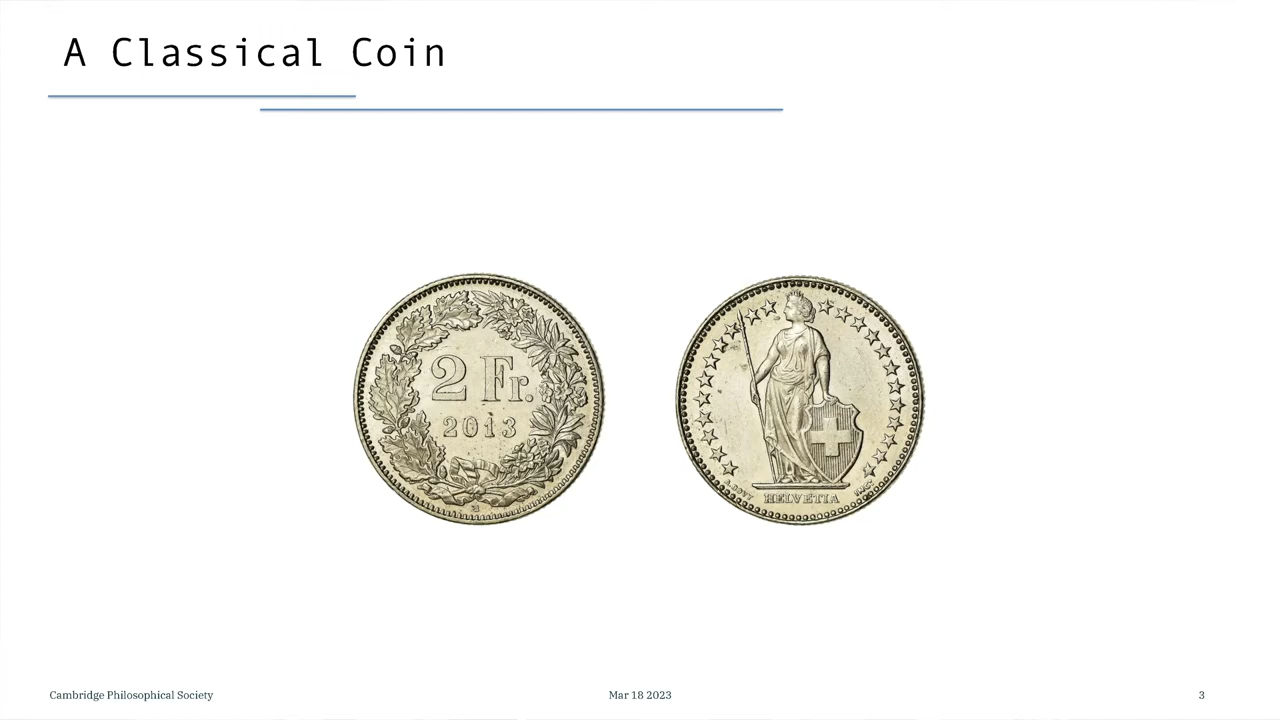 A Classical Coin
2 Fr.
2013
B
HELVETIA
Cambridge Philosophical Society
Mar 18 2023
3